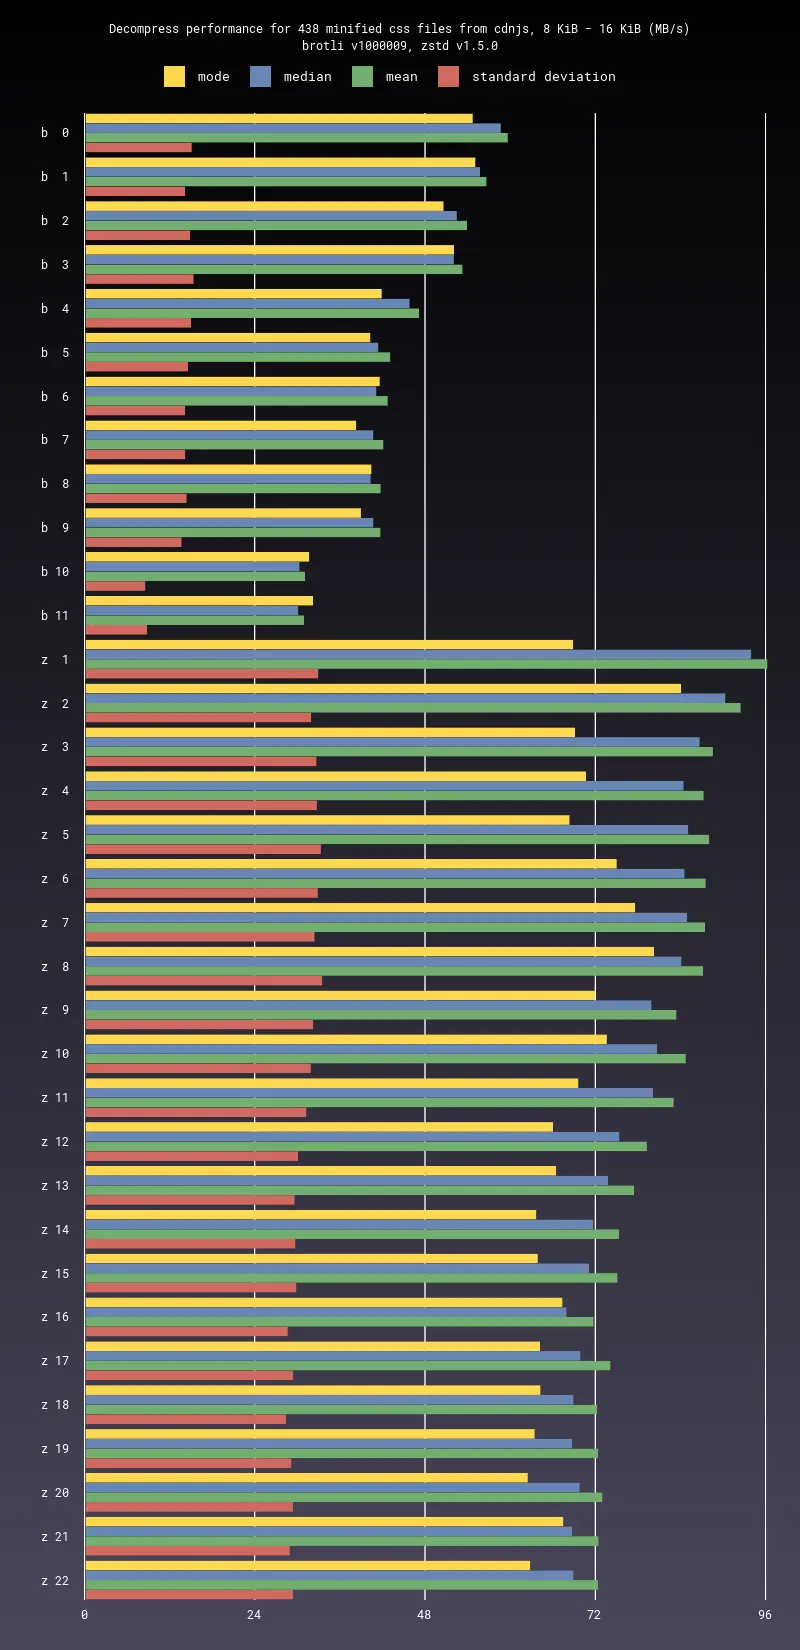 Decompress performance for 438 minified css files from cdnjs, 8 KiB - 16 KiB (MB/s)
brotli v1000009, zstd v1.5.0
mode median mean standard deviation
b 0
b 1
b 2
b 3
b 4
b 5
b 6
b 7
b 8
b 9
b 10
b 11
z 1
z 2
z 3
z 4
z 5
z 6
z 7
z 8
z 9
z 10
z 11
z 12
z 13
z 14
z 15
z 16
z 17
z 18
z 19
z 20
z 21
z 22
0 24 48 72 96